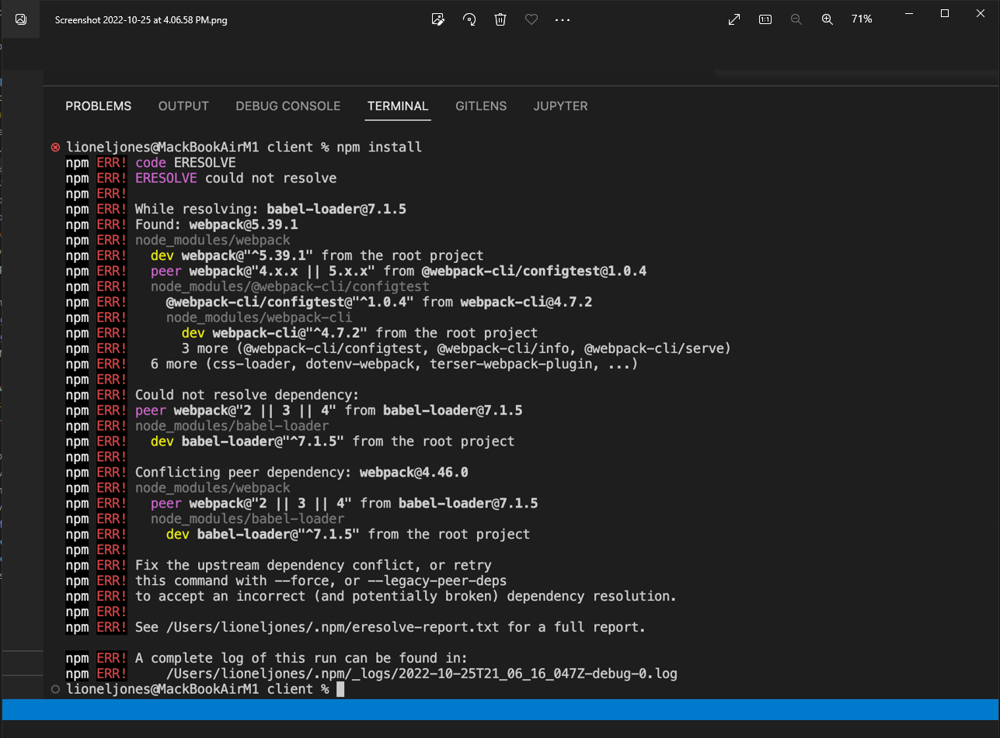 Screenshot 2022-10-25 at 4.06.58 PM.png
1:1
71%
PROBLEMS OUTPUT DEBUG CONSOLE TERMINAL GITLENS JUPYTER
lioneljones@MackBookAirM1 client % npm install
npm ERR! code ERESOLVE
npm ERR! ERESOLVE could not resolve
npm ERR!
npm ERR! While resolving: babel-loader@7.1.5
npm ERR! Found: webpack@5.39.1
npm ERR! node_modules/webpack
npm ERR!   dev webpack@"^5.39.1" from the root project
npm ERR!   peer webpack@"4.x.x || 5.x.x" from @webpack-cli/configtest@1.0.4
npm ERR!   node_modules/@webpack-cli/configtest
npm ERR!     @webpack-cli/configtest@"^1.0.4" from webpack-cli@4.7.2
npm ERR!     node_modules/webpack-cli
npm ERR!       dev webpack-cli@"^4.7.2" from the root project
npm ERR!       3 more (@webpack-cli/configtest, @webpack-cli/info, @webpack-cli/serve)
npm ERR!   6 more (css-loader, dotenv-webpack, terser-webpack-plugin, ...)
npm ERR!
npm ERR! Could not resolve dependency:
npm ERR! peer webpack@"2 || 3 || 4" from babel-loader@7.1.5
npm ERR! node_modules/babel-loader
npm ERR!   dev babel-loader@"^7.1.5" from the root project
npm ERR!
npm ERR! Conflicting peer dependency: webpack@4.46.0
npm ERR! node_modules/webpack
npm ERR!   peer webpack@"2 || 3 || 4" from babel-loader@7.1.5
npm ERR!   node_modules/babel-loader
npm ERR!     dev babel-loader@"^7.1.5" from the root project
npm ERR!
npm ERR! Fix the upstream dependency conflict, or retry
npm ERR! this command with --force, or --legacy-peer-deps
npm ERR! to accept an incorrect (and potentially broken) dependency resolution.
npm ERR!
npm ERR! See /Users/lioneljones/.npm/eresolve-report.txt for a full report.
npm ERR! A complete log of this run can be found in:
npm ERR!     /Users/lioneljones/.npm/_logs/2022-10-25T21_06_16_047Z-debug-0.log
lioneljones@MackBookAirM1 client %